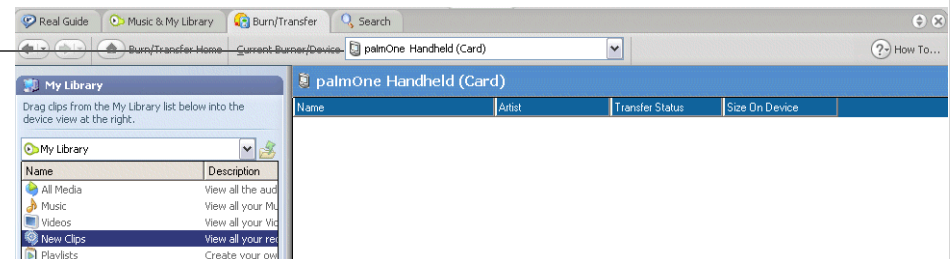 Real Guide Music & My Library Burn/Transfer Search
Burn/Transfer Home Current Burner/Device: palmOne Handheld (Card) How To...
My Library palmOne Handheld (Card)
Drag clips from the My Library list below into the
device view at the right.
Name Artist Transfer Status Size On Device
My Library
Name Description
All Media View all the aud
Music View all your Mu
Videos View all your Vid
New Clips View all your rec
Playlists Create your own